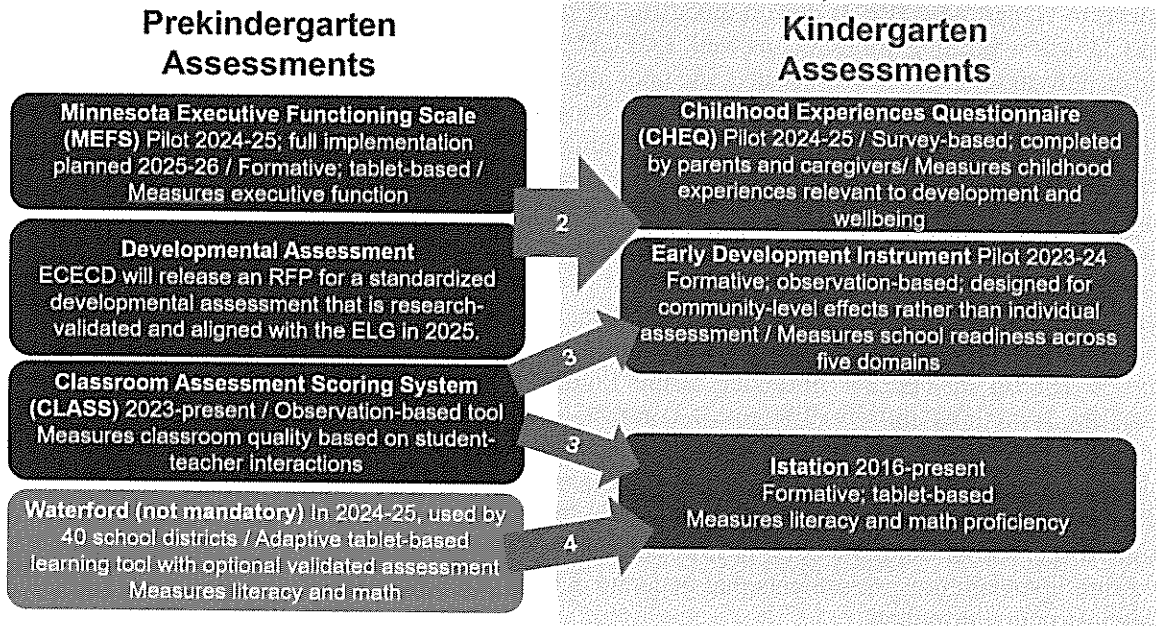 Prekindergarten
Assessments
Minnesota Executive Functioning Scale
(MEFS) Pilot 2024-25; full implementation
planned 2025-26 / Formative; tablet-based /
Measures executive function
Developmental Assessment
ECECD will release an RFP for a standardized
developmental assessment that is research-
validated and aligned with the ELG in 2025.
Classroom Assessment Scoring System
(CLASS) 2023-present / Observation-based tool
Measures classroom quality based on student-
teacher interactions
Waterford (not mandatory) In 2024-25, used by
40 school districts / Adaptive tablet-based
learning tool with optional validated assessment
Measures literacy and math
2
3
3
4
Kindergarten
Assessments
Childhood Experiences Questionnaire
(CHEQ) Pilot 2024-25 / Survey-based; completed
by parents and caregivers/ Measures childhood
experiences relevant to development and
wellbeing
Early Development Instrument Pilot 2023-24
Formative; observation-based; designed for
community-level effects rather than individual
assessment / Measures school readiness across
five domains
Istation 2016-present
Formative; tablet-based
Measures literacy and math proficiency